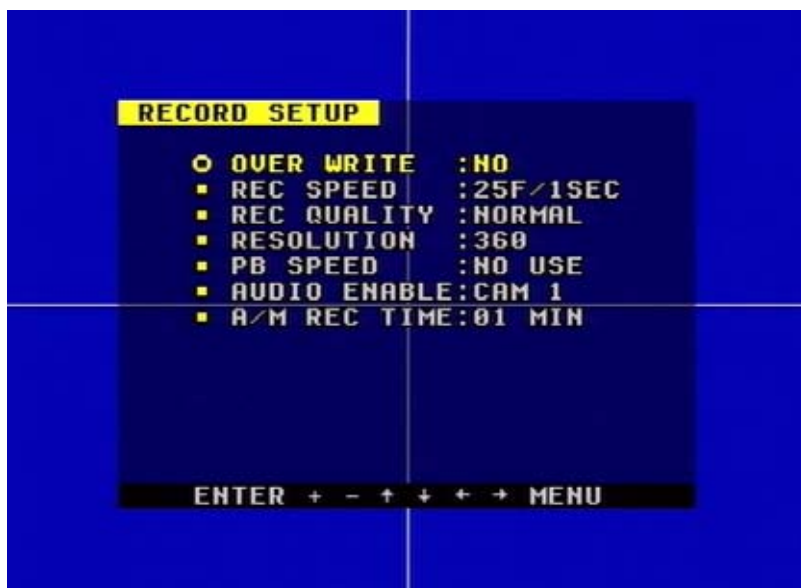 RECORD SETUP
OVER WRITE :NO
REC SPEED :25F/1SEC
REC QUALITY :NORMAL
RESOLUTION :360
PB SPEED :NO USE
AUDIO ENABLE:CAM 1
A/M REC TIME:01 MIN
ENTER + - ↑ ↓ ← → MENU